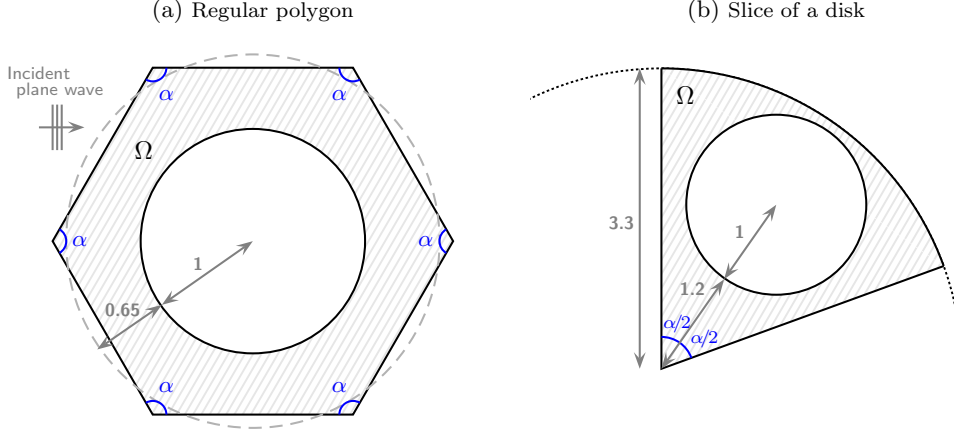 (a) Regular polygon
(b) Slice of a disk
Incident
plane wave
Ω
α
α
α
α
α
α
1
0.65
Ω
3.3
1
1.2
α/2
α/2